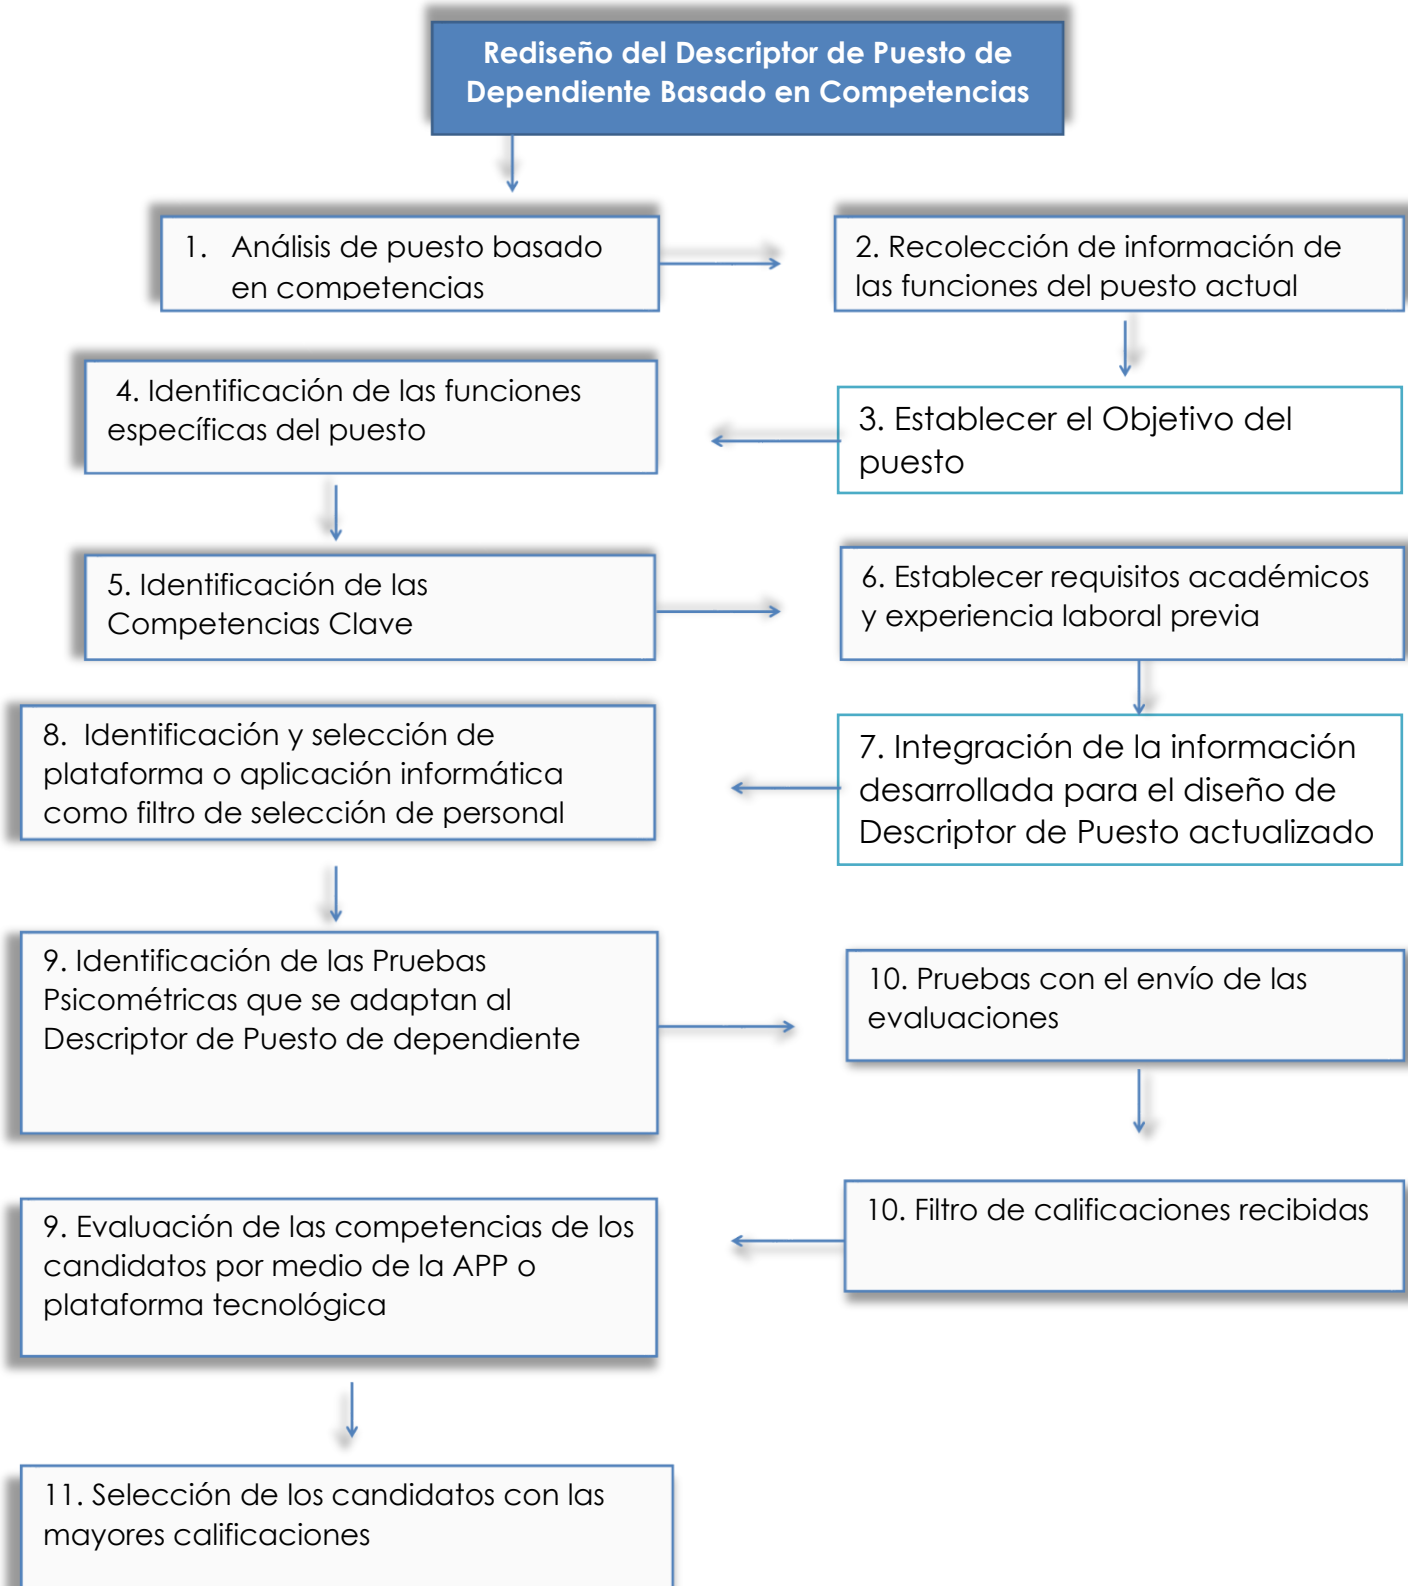 Rediseño del Descriptor de Puesto de
Dependiente Basado en Competencias
1. Análisis de puesto basado
en competencias
2. Recolección de información de
las funciones del puesto actual
3. Establecer el Objetivo del
puesto
4. Identificación de las funciones
específicas del puesto
5. Identificación de las
Competencias Clave
6. Establecer requisitos académicos
y experiencia laboral previa
7. Integración de la información
desarrollada para el diseño de
Descriptor de Puesto actualizado
8. Identificación y selección de
plataforma o aplicación informática
como filtro de selección de personal
9. Identificación de las Pruebas
Psicométricas que se adaptan al
Descriptor de Puesto de dependiente
10. Pruebas con el envío de las
evaluaciones
10. Filtro de calificaciones recibidas
9. Evaluación de las competencias de los
candidatos por medio de la APP o
plataforma tecnológica
11. Selección de los candidatos con las
mayores calificaciones